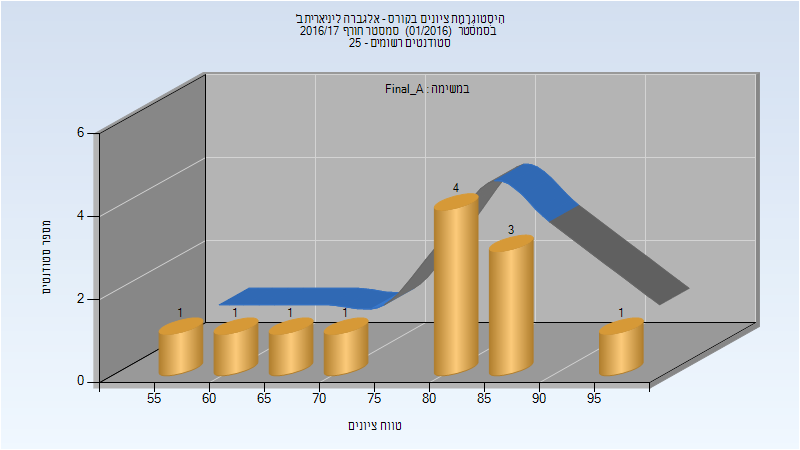 היסטוגרמת ציונים בקורס - אלגברה ליניארית ב'
בסמסטר (01/2016) סמסטר חורף 2016/17
סטודנטים רשומים - 25
במשימה : Final_A
6
4
2
0
מספר סטודנטים
1
1
1
1
4
3
1
55 60 65 70 75 80 85 90 95
טווח ציונים